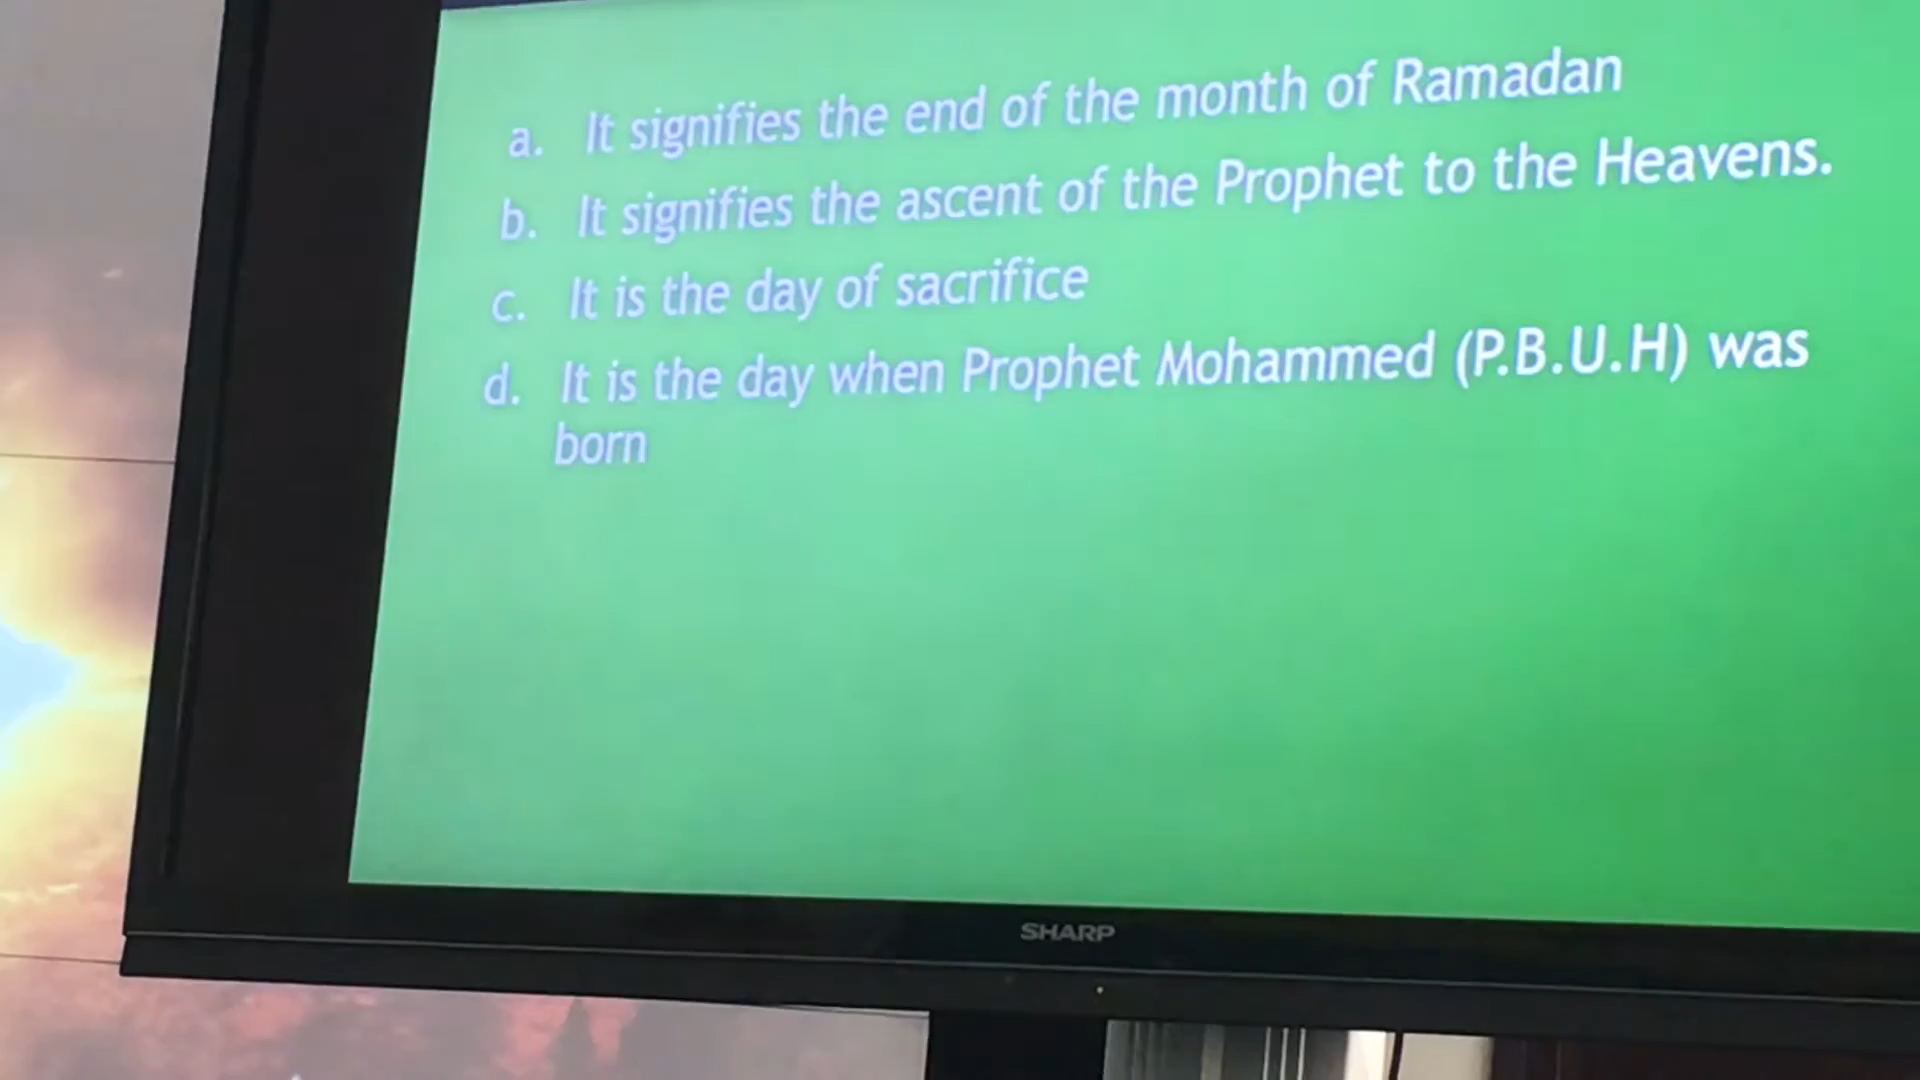 a. It signifies the end of the month of Ramadan
b. It signifies the ascent of the Prophet to the Heavens.
c. It is the day of sacrifice
d. It is the day when Prophet Mohammed (P.B.U.H) was
born
SHARP